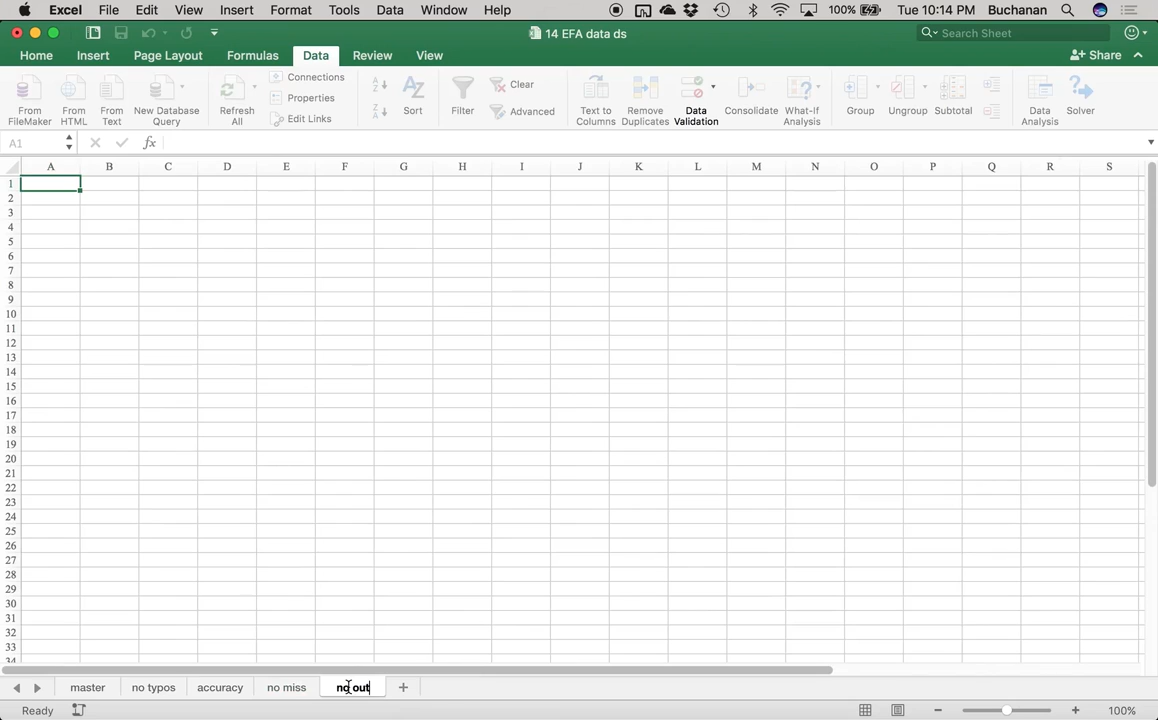 Excel File Edit View Insert Format Tools Data Window Help 100% Tue 10:14 PM Buchanan
14 EFA data ds
Search Sheet
Home Insert Page Layout Formulas Data Review View Share
From FileMaker
From HTML
From Text
New Database Query
Refresh All
Connections
Properties
Edit Links
Sort
Filter
Clear
Advanced
Text to Columns
Remove Duplicates
Data Validation
Consolidate
What-If Analysis
Group
Ungroup
Subtotal
Data Analysis
Solver
A1 fx
A B C D E F G H I J K L M N O P Q R S
1
2
3
4
5
6
7
8
9
10
11
12
13
14
15
16
17
18
19
20
21
22
23
24
25
26
27
28
29
30
31
32
33
34
master no typos accuracy no miss no out +
Ready 100%